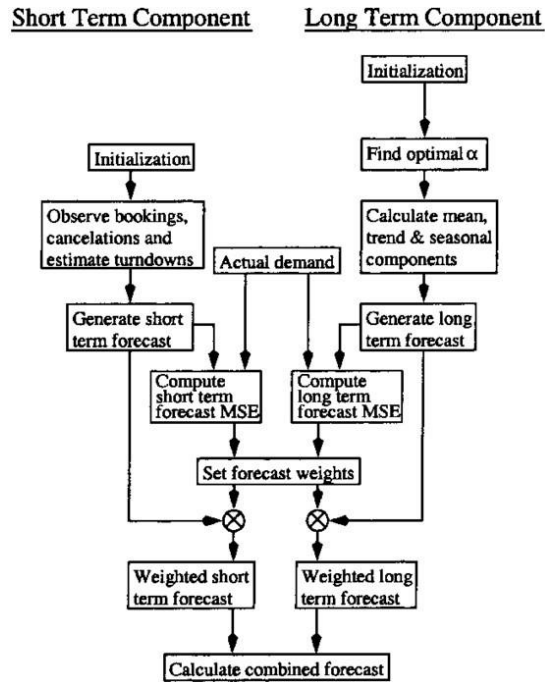 Short Term Component
Long Term Component
Initialization
Find optimal α
Initialization
Observe bookings,
cancelations and
estimate turndowns
Calculate mean,
trend & seasonal
components
Actual demand
Generate short
term forecast
Generate long
term forecast
Compute
short term
forecast MSE
Compute
long term
forecast MSE
Set forecast weights
Weighted short
term forecast
Weighted long
term forecast
Calculate combined forecast